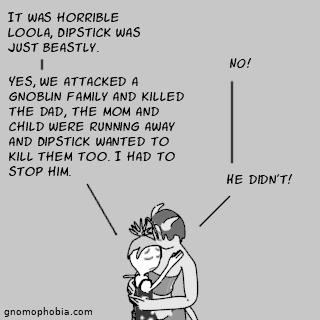 IT WAS HORRIBLE
LOOLA, DIPSTICK WAS
JUST BEASTLY.
NO!
YES, WE ATTACKED A
GNOBLIN FAMILY AND KILLED
THE DAD, THE MOM AND
CHILD WERE RUNNING AWAY
AND DIPSTICK WANTED TO
KILL THEM TOO. I HAD TO
STOP HIM.
HE DIDN'T!
gnomophobia.com